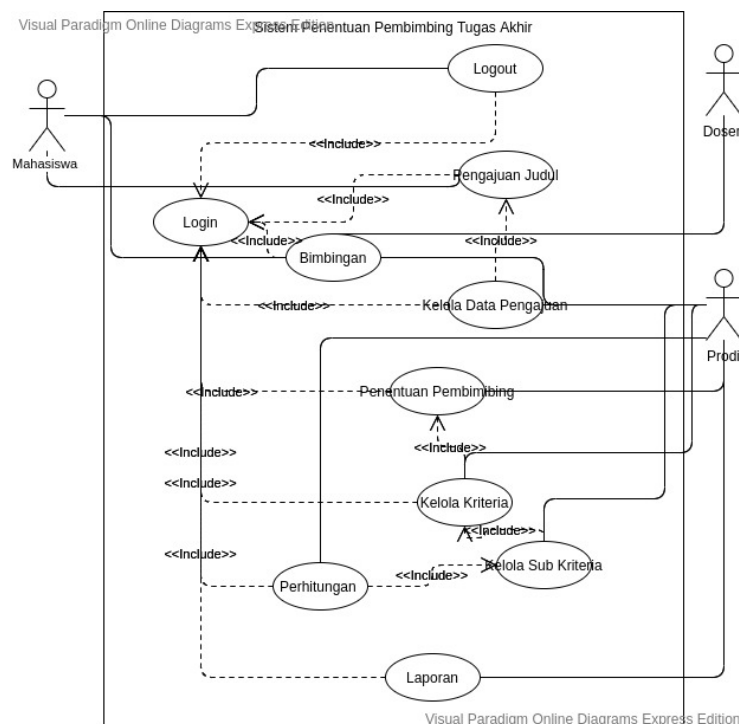 Visual Paradigm Online Diagrams Express Edition
Sistem Penentuan Pembimbing Tugas Akhir
Logout
Mahasiswa
Dosen
<<Include>>
Pengajuan Judul
<<Include>>
Login
<<Include>>
<<Include>>
Bimbingan
<<Include>>
Kelola Data Pengajuan
Prodi
<<Include>>
Penentuan Pembimibing
<<Include>>
<<Include>>
<<Include>>
Kelola Kriteria
<<Include>>
<<Include>>
Kelola Sub Kriteria
<<Include>>
Perhitungan
Laporan
Visual Paradigm Online Diagrams Express Edition